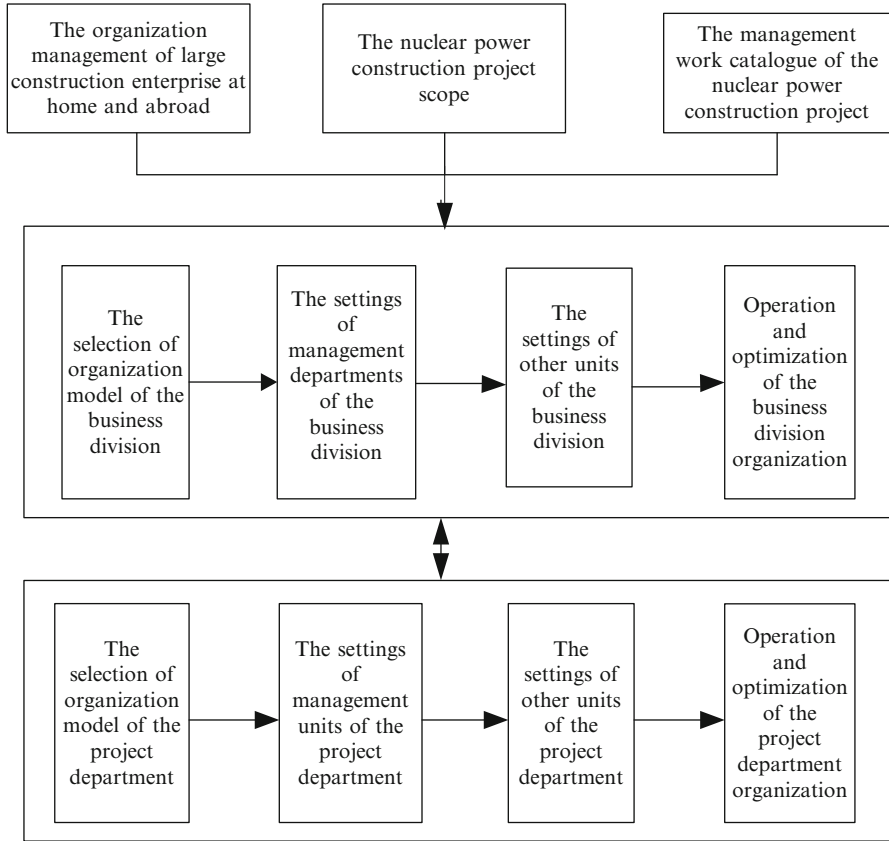 The
organization
management of large
construction enterprise at
home and abroad
The nuclear power
construction project
scope
The management
work catalogue of the
nuclear power
construction project
The
selection of
organization
model of the
business
division
The settings
of
management
departments
of the
business
division
The
settings of
other units
of the
business
division
Operation
and
optimization
of the
business
division
organization
The
selection of
organization
model of the
project
department
The settings
of
management
units of the
project
department
The
settings of
other units
of the
project
department
Operation
and
optimization
of the
project
department
organization